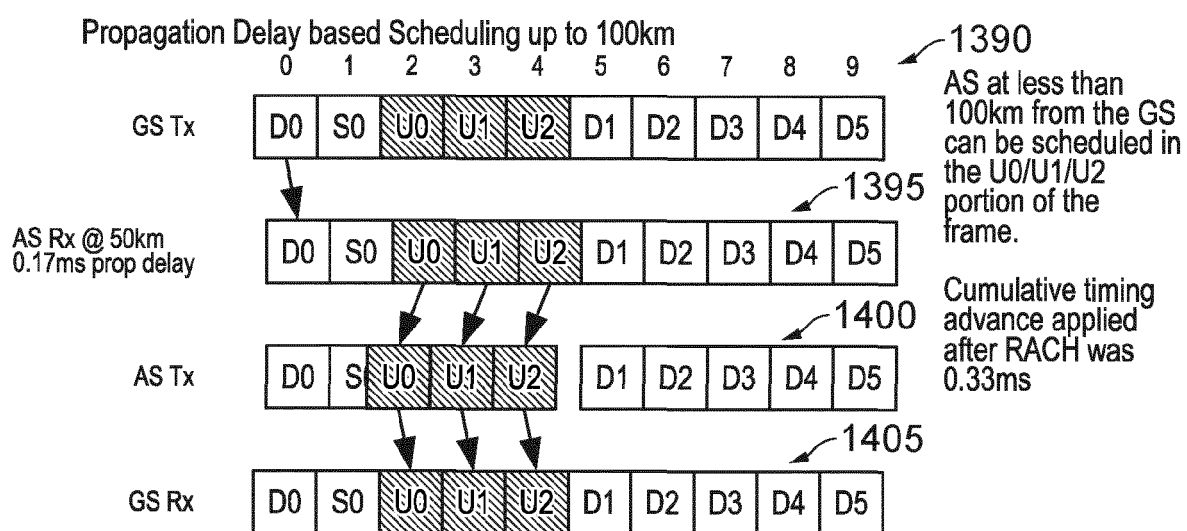 Propagation Delay based Scheduling up to 100km
0 1 2 3 4 5 6 7 8 9
1390
GS Tx D0 S0 U0 U1 U2 D1 D2 D3 D4 D5
AS at less than
100km from the GS
can be scheduled in
the U0/U1/U2
portion of the
frame.
1395
AS Rx @ 50km
0.17ms prop delay
D0 S0 U0 U1 U2 D1 D2 D3 D4 D5
Cumulative timing
advance applied
after RACH was
0.33ms
1400
AS Tx D0 S U0 U1 U2 D1 D2 D3 D4 D5
1405
GS Rx D0 S0 U0 U1 U2 D1 D2 D3 D4 D5